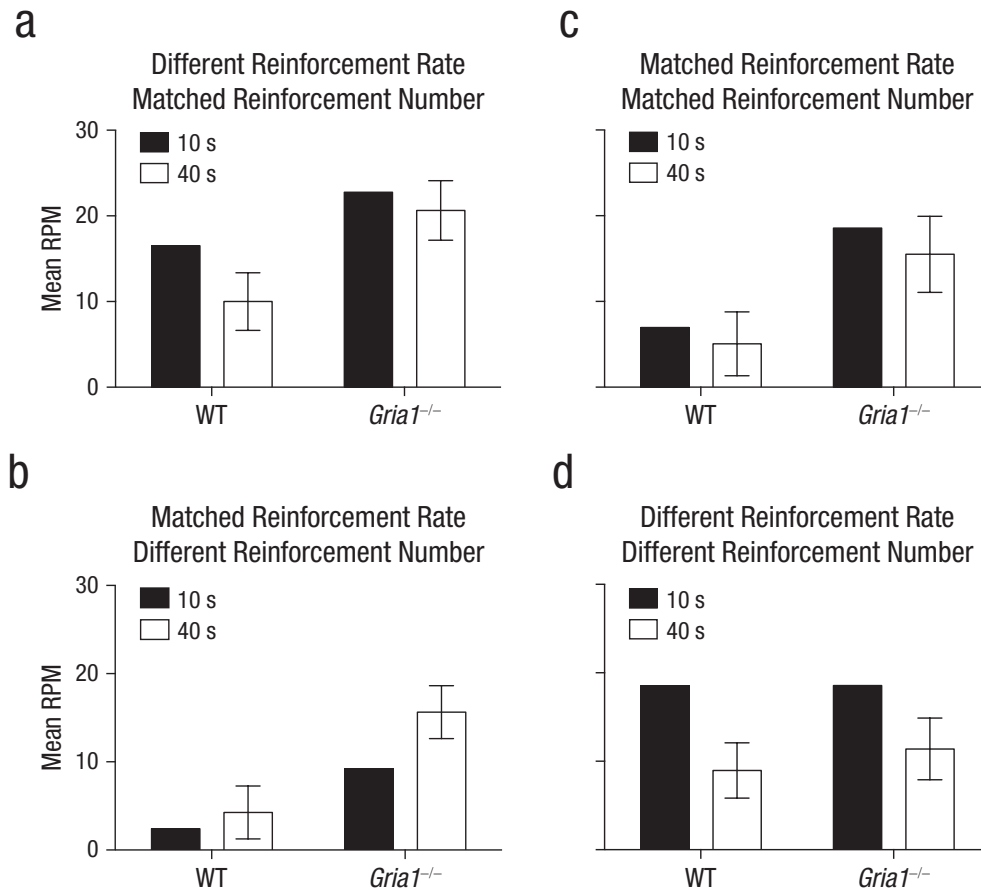 a
Different Reinforcement Rate
Matched Reinforcement Number
30
20
10
0
Mean RPM
10 s
40 s
WT
Gria1–/–
b
Matched Reinforcement Rate
Different Reinforcement Number
30
20
10
0
Mean RPM
10 s
40 s
WT
Gria1–/–
c
Matched Reinforcement Rate
Matched Reinforcement Number
10 s
40 s
WT
Gria1–/–
d
Different Reinforcement Rate
Different Reinforcement Number
10 s
40 s
WT
Gria1–/–